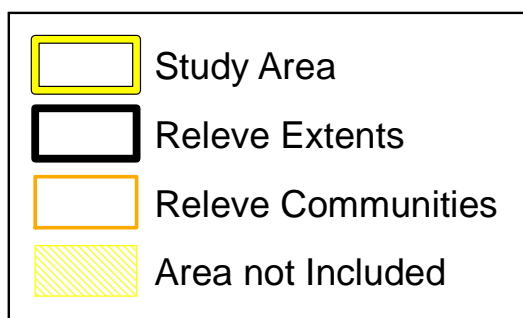 Study Area
Releve Extents
Releve Communities
Area not Included